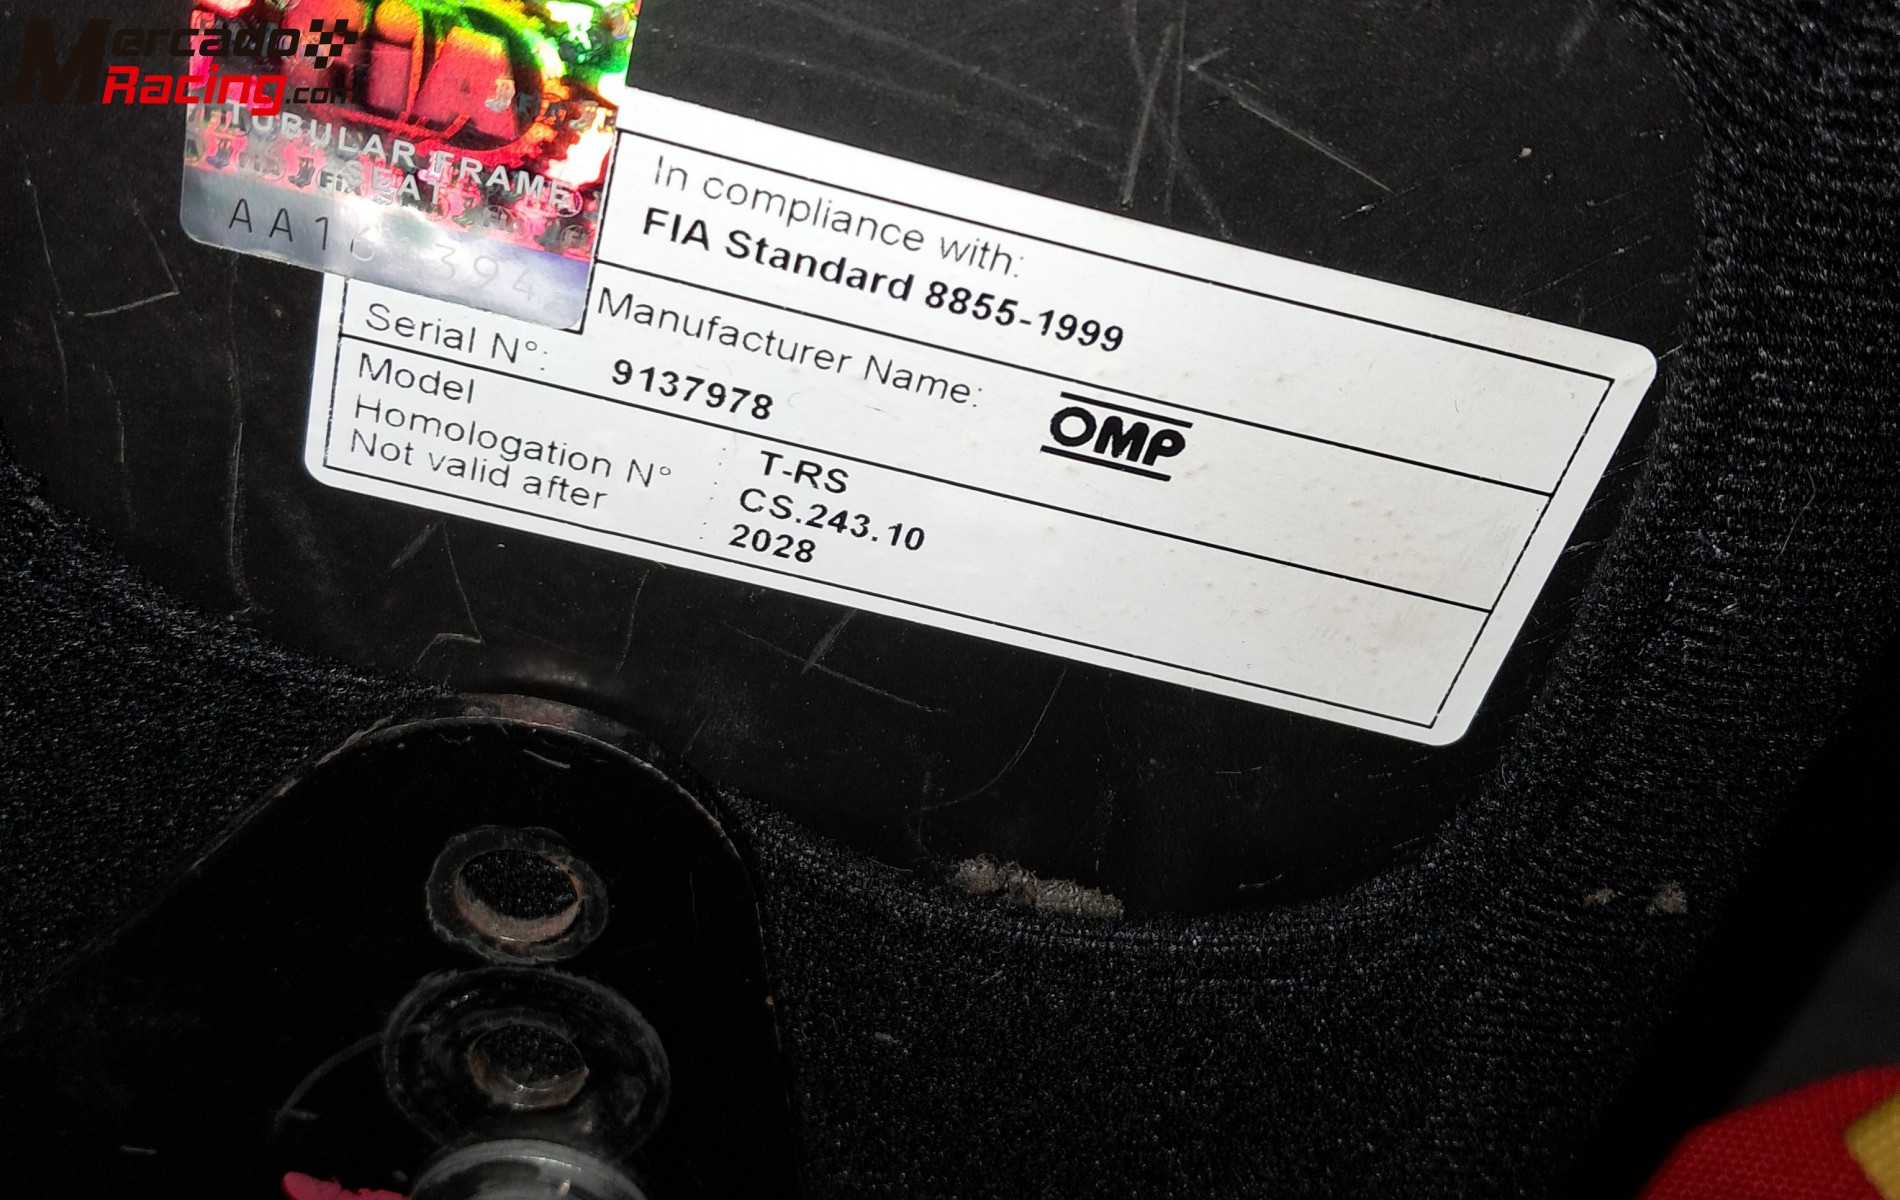 Mercado
Racing.com
TUBULAR FRAME
SEAT
In compliance with:
FIA Standard 8855-1999
Manufacturer Name: OMP
Serial N°: 9137978
Model : T-RS
Homologation N° : CS.243.10
Not valid after : 2028